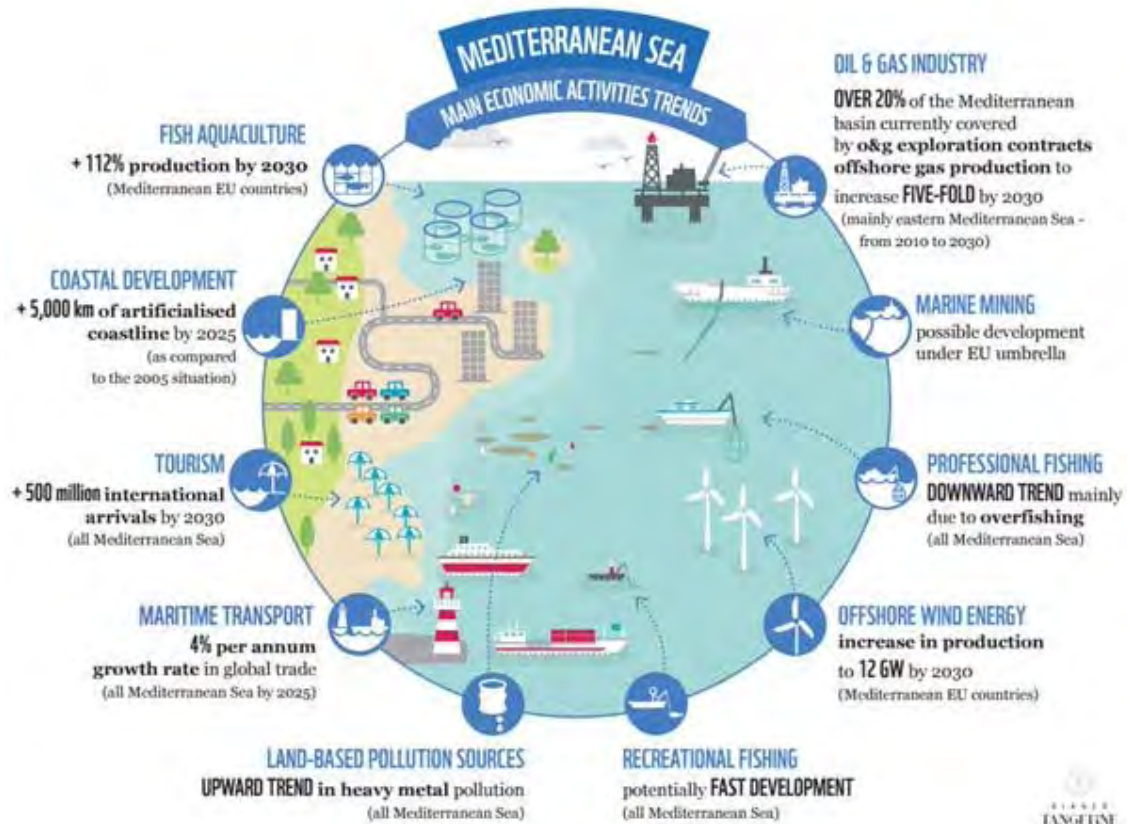 MEDITERRANEAN SEA
MAIN ECONOMIC ACTIVITIES TRENDS
FISH AQUACULTURE
+ 112% production by 2030
(Mediterranean EU countries)
COASTAL DEVELOPMENT
+ 5,000 km of artificialised
coastline by 2025
(as compared
to the 2005 situation)
TOURISM
+ 500 million international
arrivals by 2030
(all Mediterranean Sea)
MARITIME TRANSPORT
4% per annum
growth rate in global trade
(all Mediterranean Sea by 2025)
LAND-BASED POLLUTION SOURCES
UPWARD TREND in heavy metal pollution
(all Mediterranean Sea)
RECREATIONAL FISHING
potentially FAST DEVELOPMENT
(all Mediterranean Sea)
OIL & GAS INDUSTRY
OVER 20% of the Mediterranean
basin currently covered
by o&g exploration contracts
offshore gas production to
increase FIVE-FOLD by 2030
(mainly eastern Mediterranean Sea -
from 2010 to 2030)
MARINE MINING
possible development
under EU umbrella
PROFESSIONAL FISHING
DOWNWARD TREND mainly
due to overfishing
(all Mediterranean Sea)
OFFSHORE WIND ENERGY
increase in production
to 12 GW by 2030
(Mediterranean EU countries)